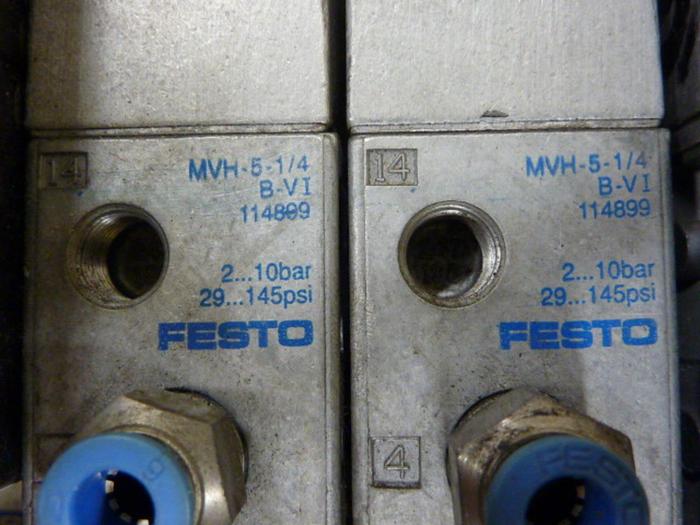 14
MVH-5-1/4
B-VI
114899
2...10bar
29...145psi
FESTO
14
MVH-5-1/4
B-VI
114899
2...10bar
29...145psi
FESTO
4
FESTO